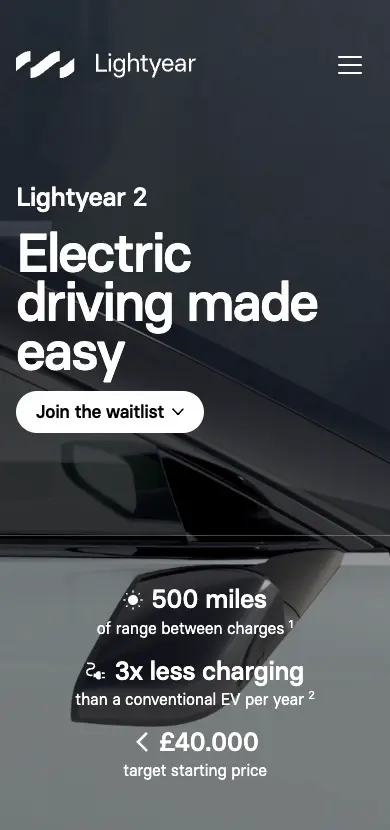 Lightyear
Lightyear 2
Electric
driving made
easy
Join the waitlist
500 miles
of range between charges ¹
3x less charging
than a conventional EV per year ²
< £40.000
target starting price